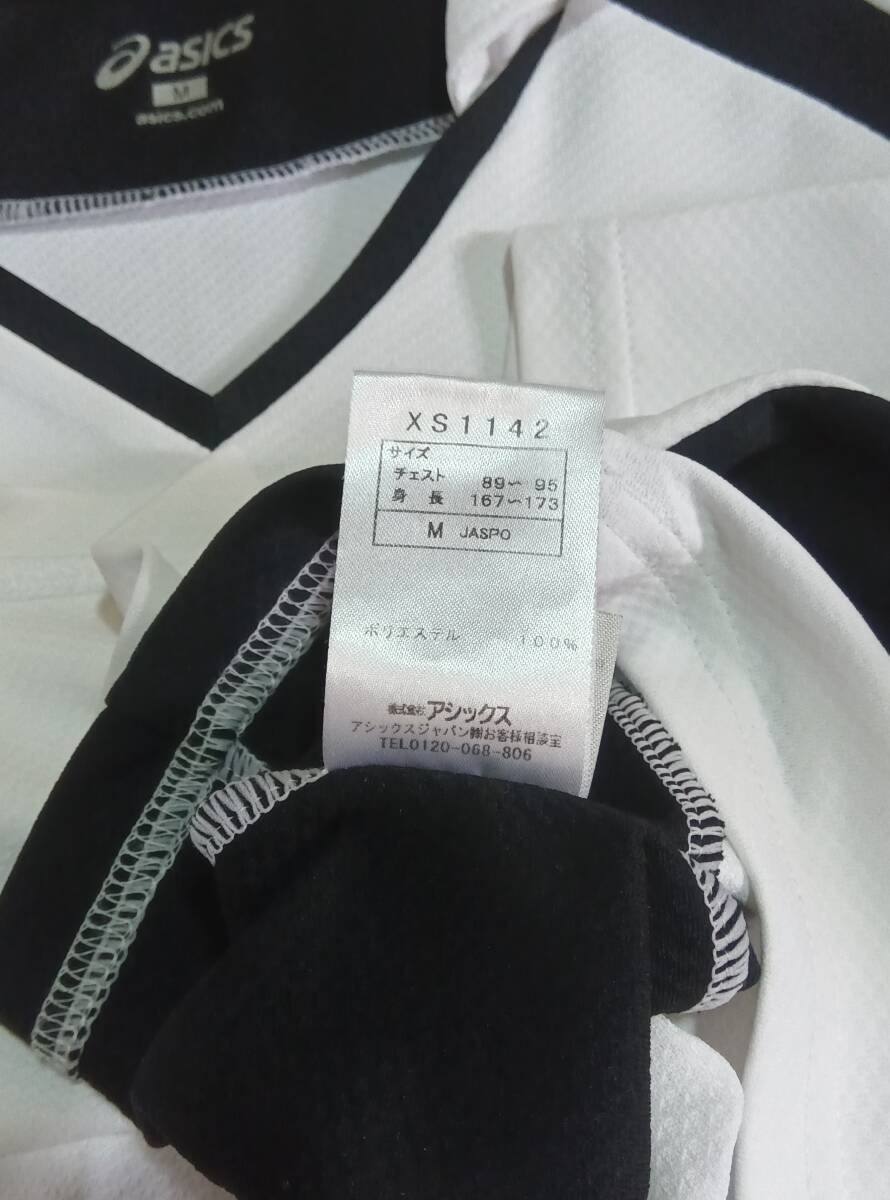 asics
M
asics.com
XS1142
サイズ
チェスト 89〜95
身長 167〜173
M JASPO
ポリエステル 100%
株式會社アシックス
アシックスジャパン㈱お客様相談室
TEL0120-068-806